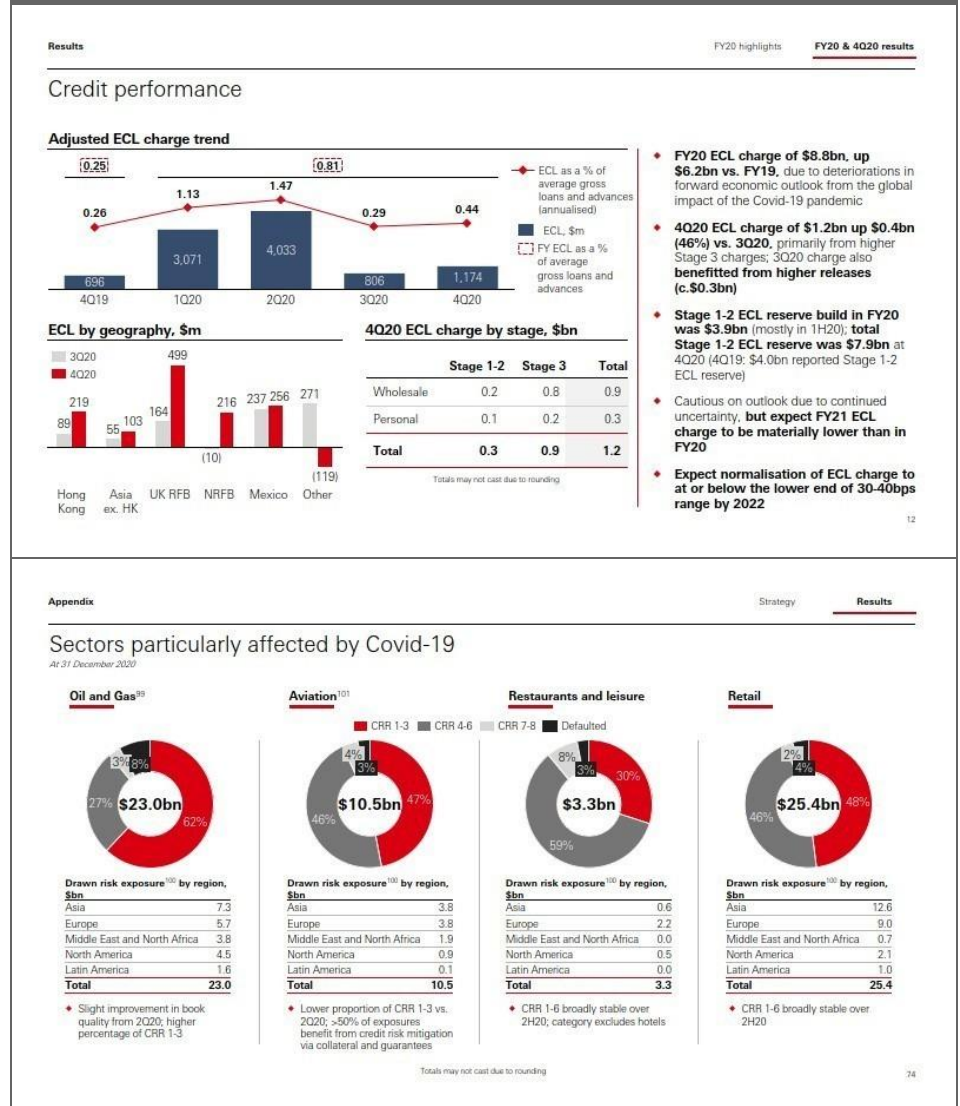 Results
FY20 highlights
FY20 & 4Q20 results
Credit performance
Adjusted ECL charge trend
0.25
0.81
0.26
1.13
1.47
0.29
0.44
696
3,071
4,033
806
1,174
4Q19
1Q20
2Q20
3Q20
4Q20
ECL as a % of
average gross
loans and advances
(annualised)
ECL, $m
FY ECL as a %
of average
gross loans and
advances
ECL by geography, $m
3Q20
4Q20
89
219
55
103
164
499
(10)
216
237
256
271
(119)
Hong
Kong
Asia
ex. HK
UK RFB
NRFB
Mexico
Other
4Q20 ECL charge by stage, $bn
Stage 1-2 Stage 3 Total
Wholesale 0.2 0.8 0.9
Personal 0.1 0.2 0.3
Total 0.3 0.9 1.2
Totals may not cast due to rounding
FY20 ECL charge of $8.8bn, up
$6.2bn vs. FY19, due to deteriorations in
forward economic outlook from the global
impact of the Covid-19 pandemic
4Q20 ECL charge of $1.2bn up $0.4bn
(46%) vs. 3Q20, primarily from higher
Stage 3 charges; 3Q20 charge also
benefitted from higher releases
(c.$0.3bn)
Stage 1-2 ECL reserve build in FY20
was $3.9bn (mostly in 1H20); total
Stage 1-2 ECL reserve was $7.9bn at
4Q20 (4Q19: $4.0bn reported Stage 1-2
ECL reserve)
Cautious on outlook due to continued
uncertainty, but expect FY21 ECL
charge to be materially lower than in
FY20
Expect normalisation of ECL charge to
at or below the lower end of 30-40bps
range by 2022
12
Appendix
Strategy
Results
Sectors particularly affected by Covid-19
At 31 December 2020
Oil and Gas99
Aviation101
Restaurants and leisure
Retail
CRR 1-3 CRR 4-6 CRR 7-8 Defaulted
3%
8%
27%
$23.0bn
62%
4%
3%
46%
$10.5bn
47%
8%
3%
30%
$3.3bn
59%
2%
4%
46%
$25.4bn
48%
Drawn risk exposure100 by region,
$bn
Asia 7.3
Europe 5.7
Middle East and North Africa 3.8
North America 4.5
Latin America 1.6
Total 23.0
Slight improvement in book
quality from 2Q20; higher
percentage of CRR 1-3
Drawn risk exposure100 by region,
$bn
Asia 3.8
Europe 3.8
Middle East and North Africa 1.9
North America 0.9
Latin America 0.1
Total 10.5
Lower proportion of CRR 1-3 vs.
2Q20; >50% of exposures
benefit from credit risk mitigation
via collateral and guarantees
Drawn risk exposure100 by region,
$bn
Asia 0.6
Europe 2.2
Middle East and North Africa 0.0
North America 0.5
Latin America 0.0
Total 3.3
CRR 1-6 broadly stable over
2H20; category excludes hotels
Drawn risk exposure100 by region,
$bn
Asia 12.6
Europe 9.0
Middle East and North Africa 0.7
North America 2.1
Latin America 1.0
Total 25.4
CRR 1-6 broadly stable over
2H20
Totals may not cast due to rounding
74